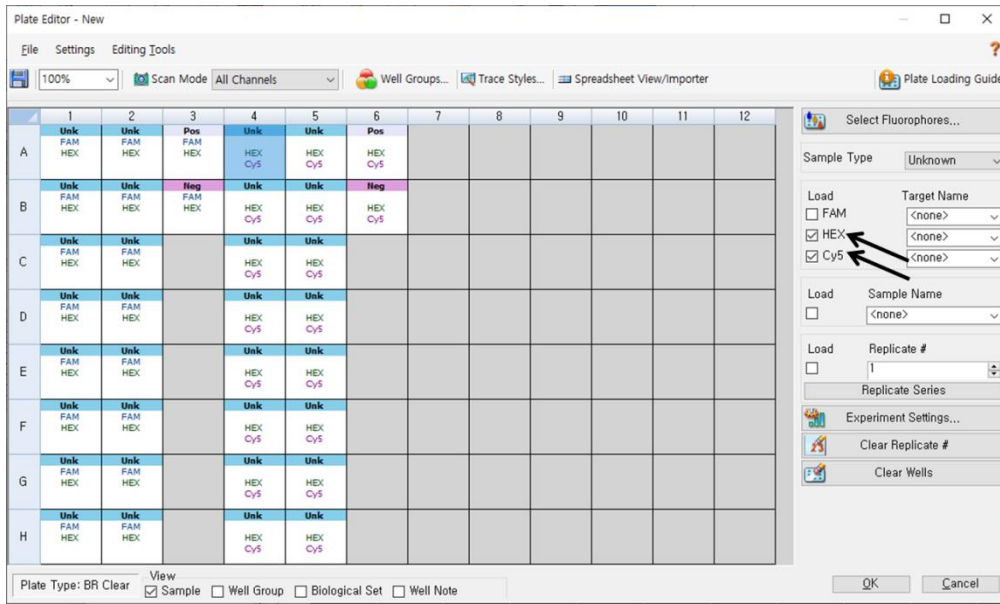 Plate Editor - New
File Settings Editing Tools ?
100% Scan Mode All Channels Well Groups... Trace Styles... Spreadsheet View/Importer Plate Loading Guide
1 2 3 4 5 6 7 8 9 10 11 12
A
Unk Unk Pos Unk Unk Pos
FAM FAM FAM
HEX HEX HEX HEX HEX HEX
Cy5 Cy5 Cy5
B
Unk Unk Neg Unk Unk Neg
FAM FAM FAM
HEX HEX HEX HEX HEX HEX
Cy5 Cy5 Cy5
C
Unk Unk Unk Unk
FAM FAM
HEX HEX HEX HEX
Cy5 Cy5
D
Unk Unk Unk Unk
FAM FAM
HEX HEX HEX HEX
Cy5 Cy5
E
Unk Unk Unk Unk
FAM FAM
HEX HEX HEX HEX
Cy5 Cy5
F
Unk Unk Unk Unk
FAM FAM
HEX HEX HEX HEX
Cy5 Cy5
G
Unk Unk Unk Unk
FAM FAM
HEX HEX HEX HEX
Cy5 Cy5
H
Unk Unk Unk Unk
FAM FAM
HEX HEX HEX HEX
Cy5 Cy5
Select Fluorophores...
Sample Type Unknown
Load Target Name
FAM <none>
HEX <none>
Cy5 <none>
Load Sample Name
<none>
Load Replicate #
1
Replicate Series
Experiment Settings...
Clear Replicate #
Clear Wells
Plate Type: BR Clear
View
Sample Well Group Biological Set Well Note
OK Cancel